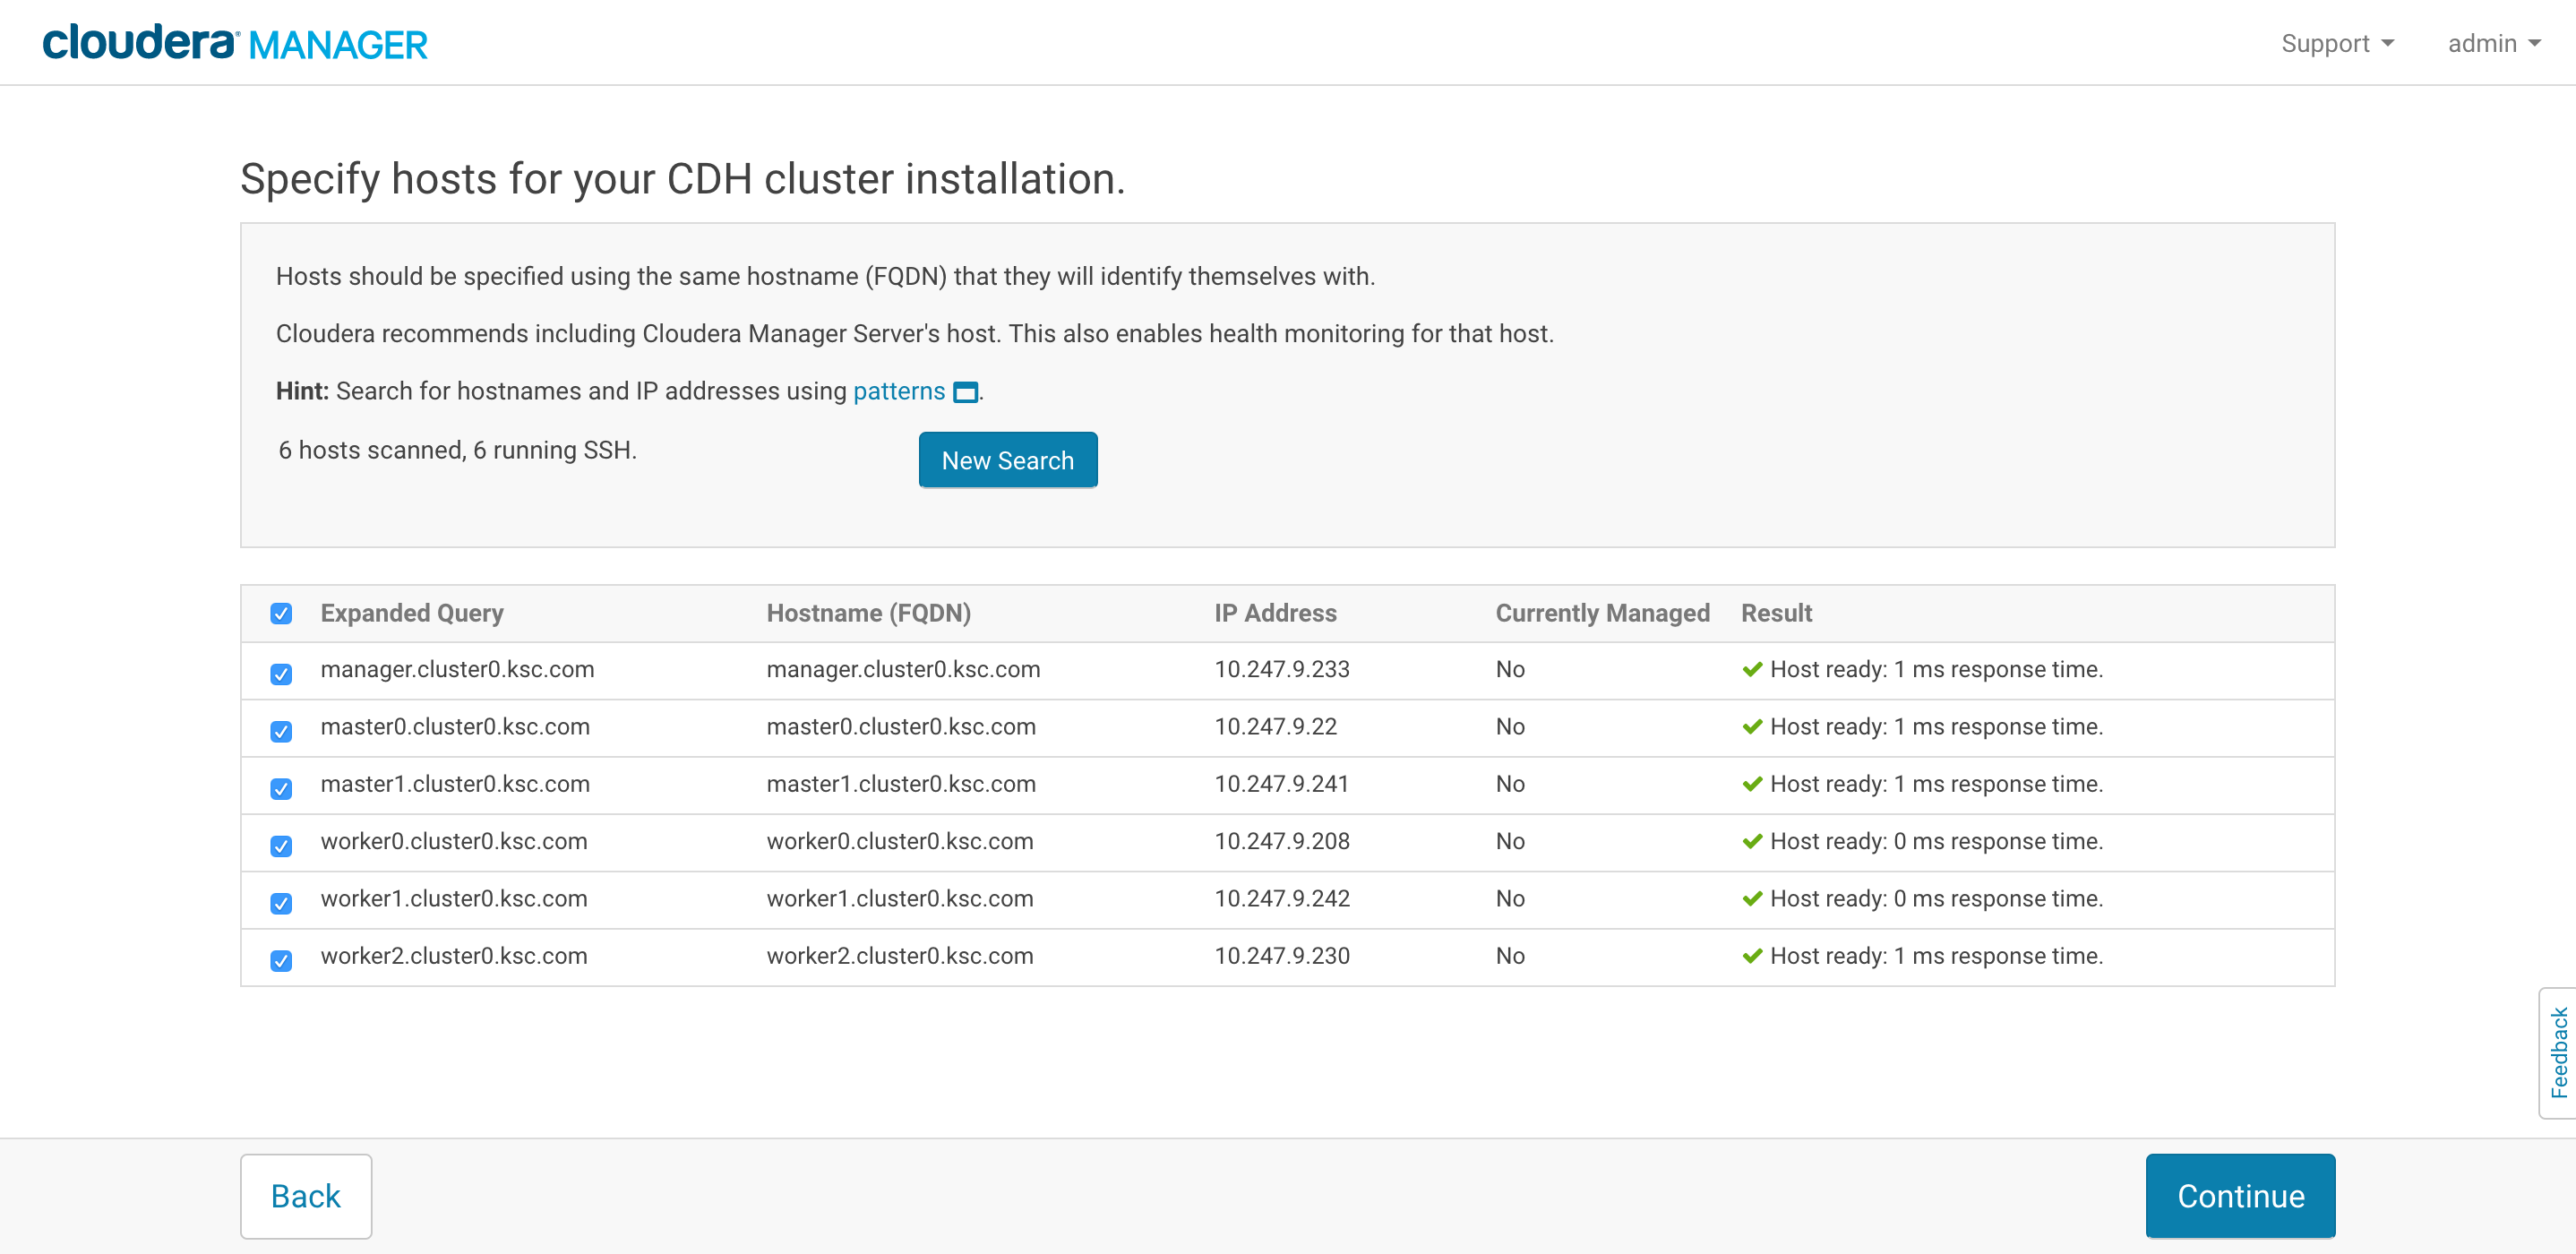 cloudera MANAGER
Support
admin
Specify hosts for your CDH cluster installation.
Hosts should be specified using the same hostname (FQDN) that they will identify themselves with.
Cloudera recommends including Cloudera Manager Server's host. This also enables health monitoring for that host.
Hint: Search for hostnames and IP addresses using patterns .
6 hosts scanned, 6 running SSH.
New Search
Expanded Query Hostname (FQDN) IP Address Currently Managed Result
manager.cluster0.ksc.com manager.cluster0.ksc.com 10.247.9.233 No Host ready: 1 ms response time.
master0.cluster0.ksc.com master0.cluster0.ksc.com 10.247.9.22 No Host ready: 1 ms response time.
master1.cluster0.ksc.com master1.cluster0.ksc.com 10.247.9.241 No Host ready: 1 ms response time.
worker0.cluster0.ksc.com worker0.cluster0.ksc.com 10.247.9.208 No Host ready: 0 ms response time.
worker1.cluster0.ksc.com worker1.cluster0.ksc.com 10.247.9.242 No Host ready: 0 ms response time.
worker2.cluster0.ksc.com worker2.cluster0.ksc.com 10.247.9.230 No Host ready: 1 ms response time.
Feedback
Back
Continue